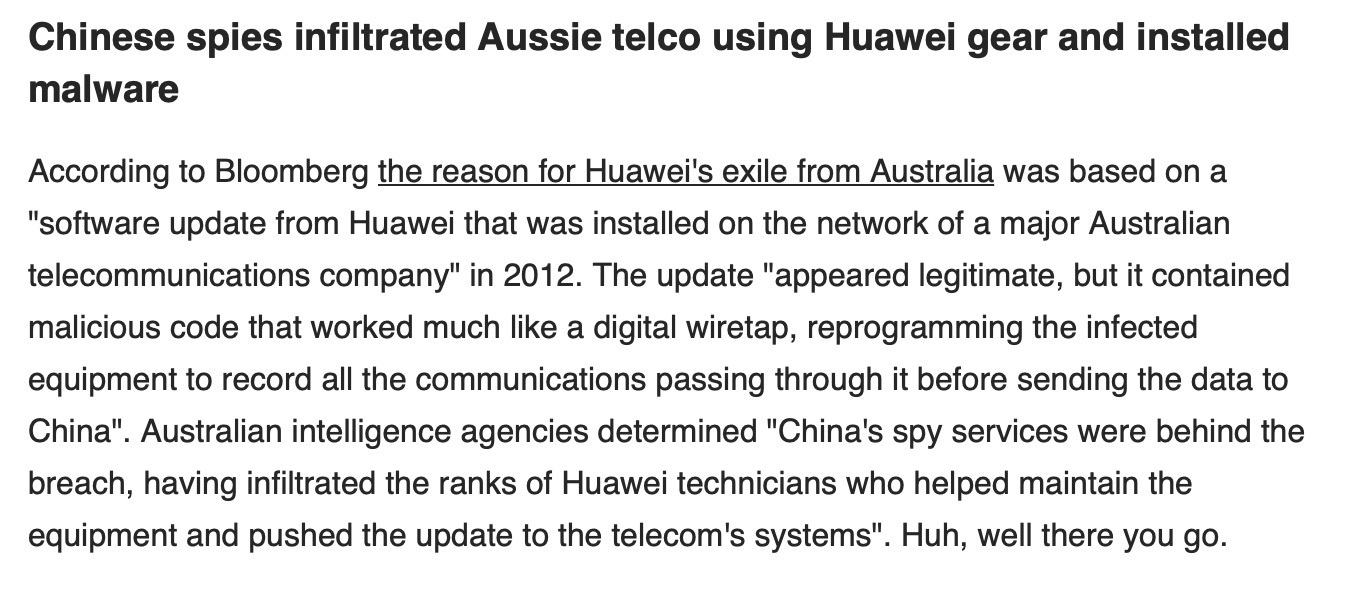 Chinese spies infiltrated Aussie telco using Huawei gear and installed
malware
According to Bloomberg the reason for Huawei's exile from Australia was based on a
"software update from Huawei that was installed on the network of a major Australian
telecommunications company" in 2012. The update "appeared legitimate, but it contained
malicious code that worked much like a digital wiretap, reprogramming the infected
equipment to record all the communications passing through it before sending the data to
China". Australian intelligence agencies determined "China's spy services were behind the
breach, having infiltrated the ranks of Huawei technicians who helped maintain the
equipment and pushed the update to the telecom's systems". Huh, well there you go.